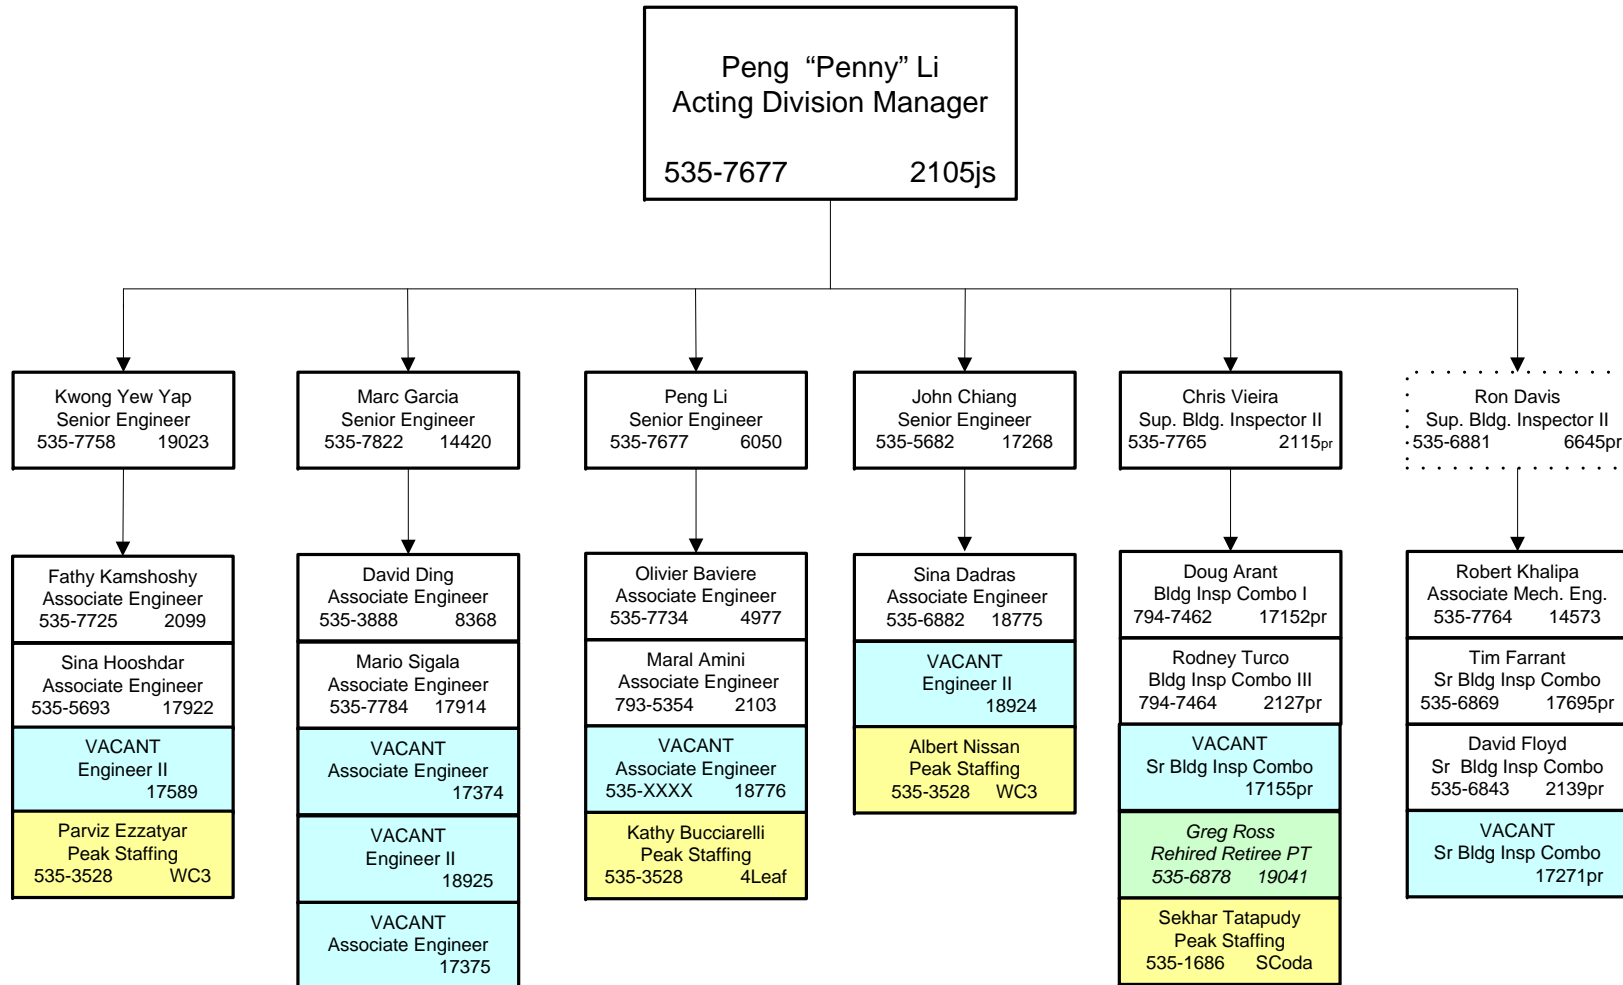 Peng “Penny” Li
Acting Division Manager
535-7677 2105js
Kwong Yew Yap
Senior Engineer
535-7758 19023
Marc Garcia
Senior Engineer
535-7822 14420
Peng Li
Senior Engineer
535-7677 6050
John Chiang
Senior Engineer
535-5682 17268
Chris Vieira
Sup. Bldg. Inspector II
535-7765 2115pr
Ron Davis
Sup. Bldg. Inspector II
535-6881 6645pr
Fathy Kamshoshy
Associate Engineer
535-7725 2099
Sina Hooshdar
Associate Engineer
535-5693 17922
VACANT
Engineer II
17589
Parviz Ezzatyar
Peak Staffing
535-3528 WC3
David Ding
Associate Engineer
535-3888 8368
Mario Sigala
Associate Engineer
535-7784 17914
VACANT
Associate Engineer
17374
VACANT
Engineer II
18925
VACANT
Associate Engineer
17375
Olivier Baviere
Associate Engineer
535-7734 4977
Maral Amini
Associate Engineer
793-5354 2103
VACANT
Associate Engineer
535-XXXX 18776
Kathy Bucciarelli
Peak Staffing
535-3528 4Leaf
Sina Dadras
Associate Engineer
535-6882 18775
VACANT
Engineer II
18924
Albert Nissan
Peak Staffing
535-3528 WC3
Doug Arant
Bldg Insp Combo I
794-7462 17152pr
Rodney Turco
Bldg Insp Combo III
794-7464 2127pr
VACANT
Sr Bldg Insp Combo
17155pr
Greg Ross
Rehired Retiree PT
535-6878 19041
Sekhar Tatapudy
Peak Staffing
535-1686 SCoda
Robert Khalipa
Associate Mech. Eng.
535-7764 14573
Tim Farrant
Sr Bldg Insp Combo
535-6869 17695pr
David Floyd
Sr Bldg Insp Combo
535-6843 2139pr
VACANT
Sr Bldg Insp Combo
17271pr